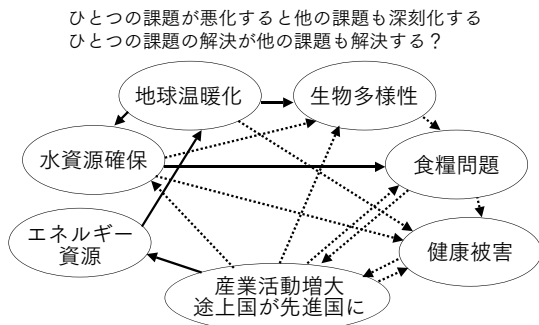 ひとつの課題が悪化すると他の課題も深刻化する
ひとつの課題の解決が他の課題も解決する？
地球温暖化
生物多様性
水資源確保
食糧問題
エネルギー
資源
健康被害
産業活動増大
途上国が先進国に